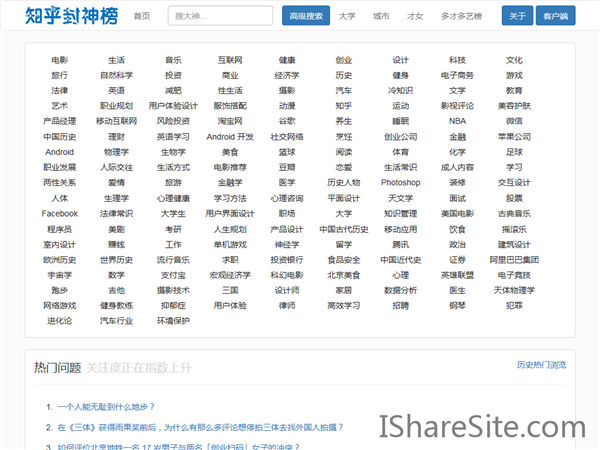 知乎封神榜 首页 搜大神... 高级搜索 大学 城市 才女 多才多艺榜 关于 客户端
电影 生活 音乐 互联网 健康 创业 设计 科技 文化
旅行 自然科学 投资 商业 经济学 历史 健身 电子商务 游戏
法律 英语 减肥 性生活 摄影 汽车 冷知识 文学 教育
艺术 职业规划 用户体验设计 服饰搭配 动漫 知乎 运动 影视评论 美容护肤
产品经理 移动互联网 风险投资 淘宝网 谷歌 养生 睡眠 NBA 微信
中国历史 理财 英语学习 Android 开发 社交网络 烹饪 创业公司 金融 苹果公司
Android 物理学 生物学 美食 篮球 阅读 体育 化学 足球
职业发展 人际交往 生活方式 电影推荐 豆瓣 恋爱 生活常识 成人内容 学习
两性关系 爱情 旅游 金融学 医学 历史人物 Photoshop 装修 交互设计
人体 生理学 心理健康 学习方法 心理咨询 平面设计 天文学 面试 股票
Facebook 法律常识 大学生 用户界面设计 职场 大学 知识管理 美国电影 古典音乐
程序员 美剧 考研 人生规划 产品设计 中国古代历史 移动应用 饮食 摇滚乐
室内设计 赚钱 工作 单机游戏 神经学 留学 腾讯 政治 建筑设计
欧洲历史 世界历史 流行音乐 求职 投资银行 食品安全 中国近代史 证券 阿里巴巴集团
宇宙学 数学 支付宝 宏观经济学 科幻电影 北京美食 心理 英雄联盟 电子竞技
跑步 吉他 摄影技术 三国 设计师 家居 数据分析 医生 天体物理学
网络游戏 健身教练 抑郁症 用户体验 律师 高效学习 招聘 钢琴 犯罪
进化论 汽车行业 环境保护
热门问题 关注度正在指数上升 历史热门浏览
1. 一个人能无耻到什么地步？
2. 在《三体》获得雨果奖前后，为什么有那么多评论想停拍三体去找外国人拍摄？
3. 如何评价北京地铁一名 17 岁男子与两名「创业扫码」女子的冲突？
IShareSite.com